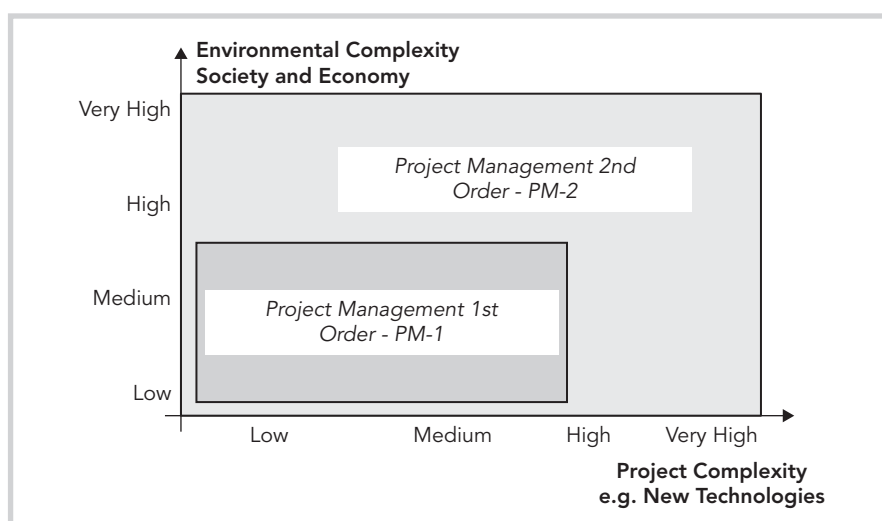 Environmental Complexity
Society and Economy
Very High
Project Management 2nd
Order - PM-2
High
Medium
Project Management 1st
Order - PM-1
Low
Low Medium High Very High
Project Complexity
e.g. New Technologies